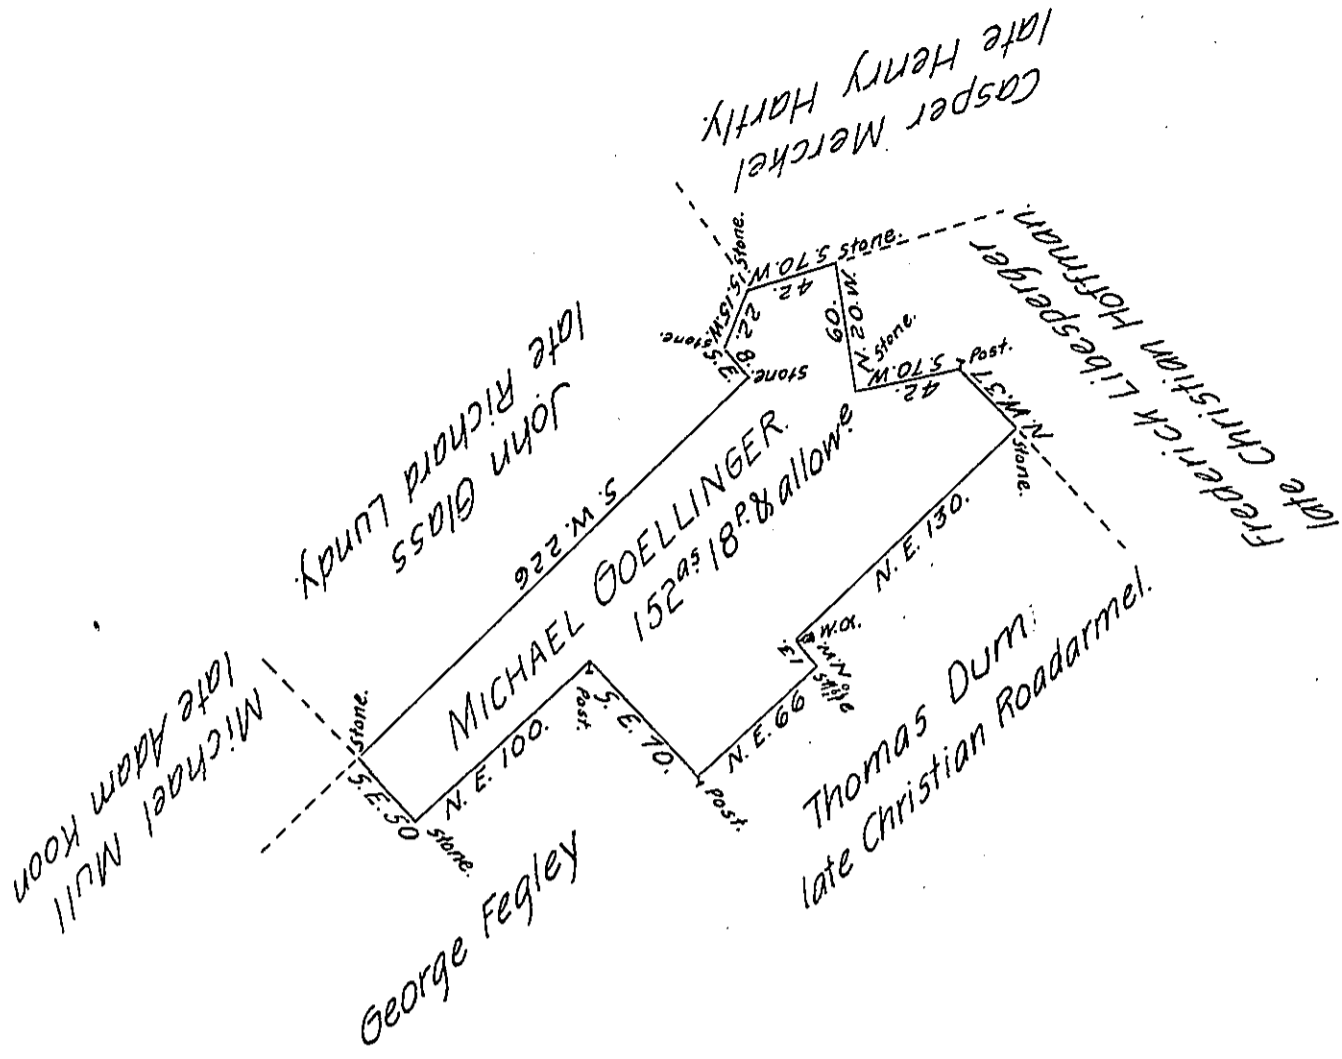 Casper Merchel
late Henry Hartly.
John Glass
late Richard Lundy.
Michael Mull
late Adam Koon
Frederick Libesperger
late Christian Hoffman.
MICHAEL GOELLINGER.
152as. 18p. & allowe.
Thomas Dum
late Christian Roadarmel.
George Fegley
Stone.
S. E. 50
Stone.
N. E. 100.
Post.
S. E. 70.
Post.
N. E. 66
N.W.
13.
W.O.
N. E. 130.
Stone.
N.W. 37
Post.
S. 70. W
42.
Stone.
N. 20. W.
60.
Stone.
S. 70. W
42.
Stone.
S. 15. W.
22.
Stone.
S. E.
8.
Stone
S. W. 226